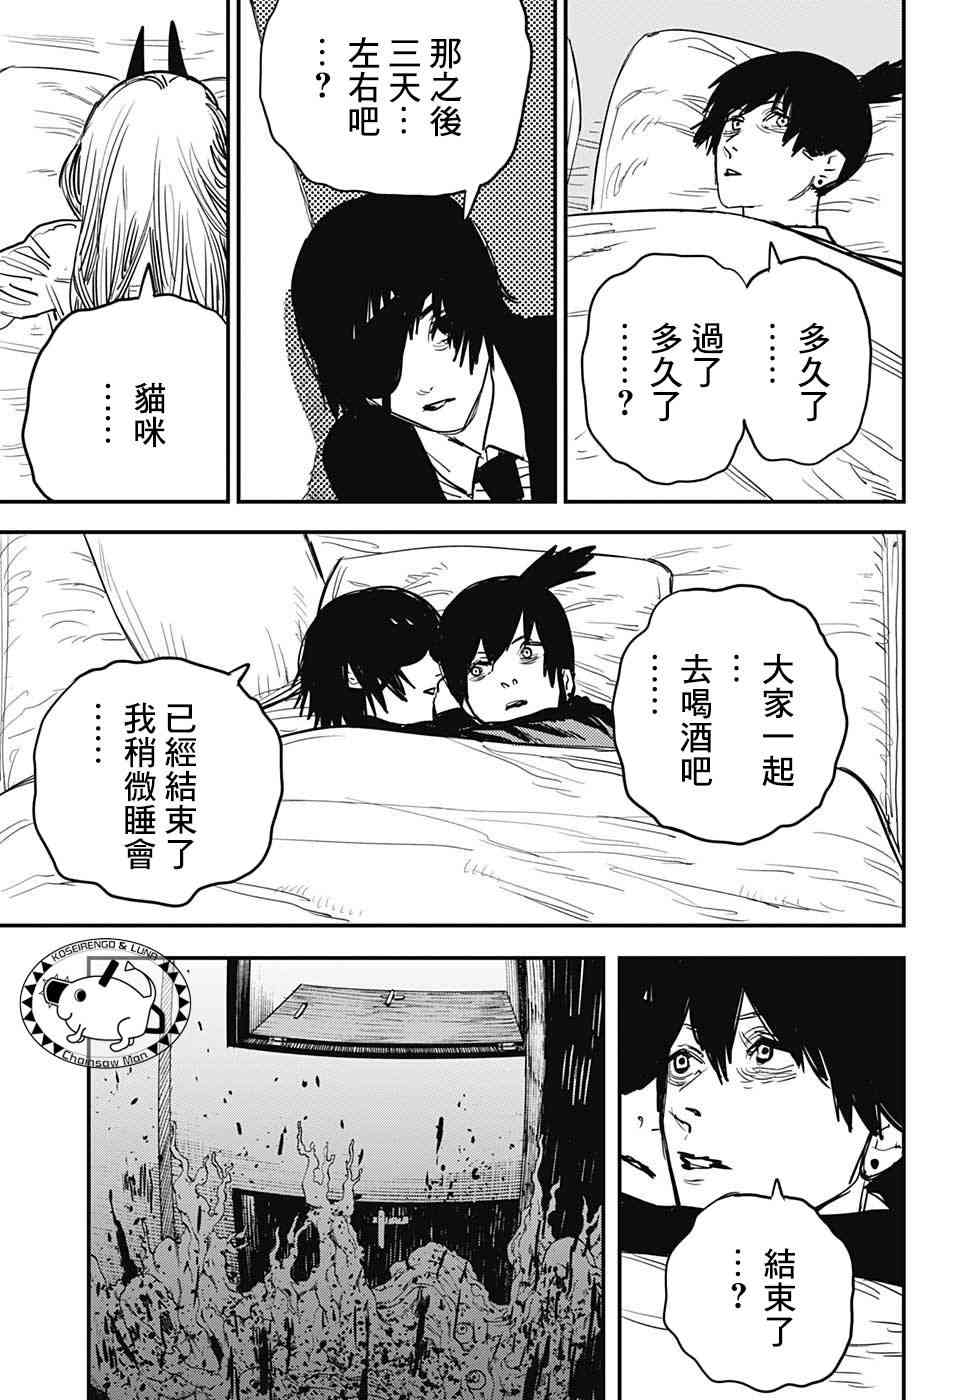 多久了
……
過了
多久了
……?
那之後
三天…
左右吧
…?
貓咪
……
大家一起
…
去喝酒吧
……
已經結束了
我稍微睡會
……
結束了
…?
KOSEIRENGO & LUNA
Chainsaw Man